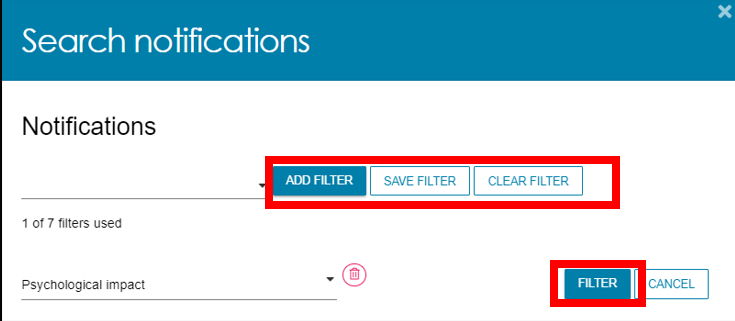 Search notifications
Notifications
ADD FILTER SAVE FILTER CLEAR FILTER
1 of 7 filters used
Psychological impact FILTER CANCEL